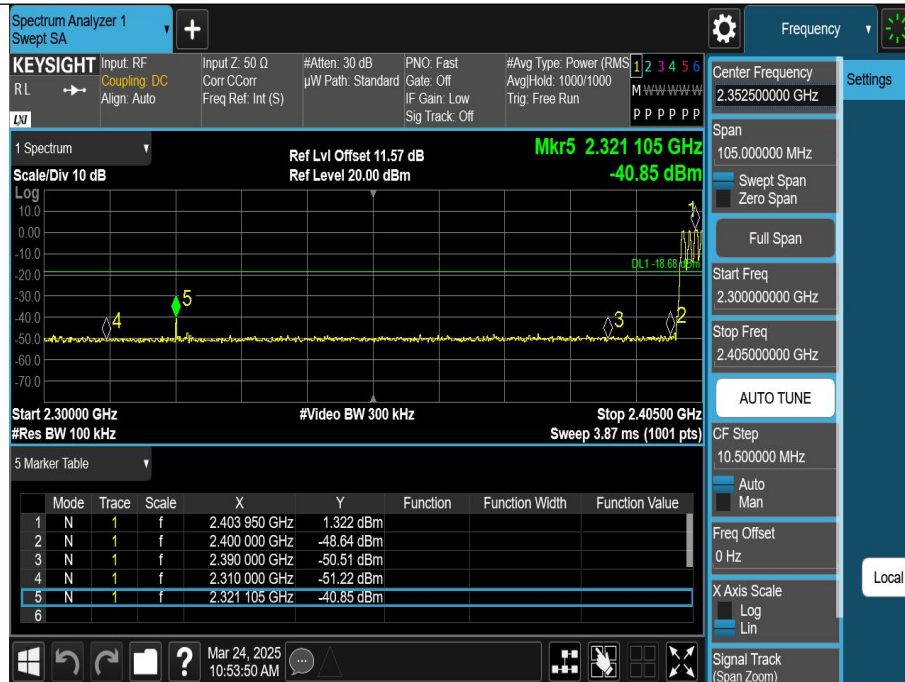 Spectrum Analyzer 1
Swept SA
Frequency
KEYSIGHT
RL
LXI
Input: RF
Coupling: DC
Align: Auto
Input Z: 50 Ω
Corr CCorr
Freq Ref: Int (S)
#Atten: 30 dB
µW Path: Standard
PNO: Fast
Gate: Off
IF Gain: Low
Sig Track: Off
#Avg Type: Power (RMS
Avg|Hold: 1000/1000
Trig: Free Run
1 2 3 4 5 6
M W W W W W
P P P P P P
1 Spectrum
Scale/Div 10 dB
Ref Lvl Offset 11.57 dB
Ref Level 20.00 dBm
Mkr5 2.321 105 GHz
-40.85 dBm
Log
10.0
0.00
-10.0
-20.0
-30.0
-40.0
-50.0
-60.0
-70.0
DL1 -18.68 dBm
1
2
3
4
5
Start 2.30000 GHz
#Res BW 100 kHz
#Video BW 300 kHz
Stop 2.40500 GHz
Sweep 3.87 ms (1001 pts)
5 Marker Table
Mode Trace Scale X Y Function Function Width Function Value
1 N 1 f 2.403 950 GHz 1.322 dBm
2 N 1 f 2.400 000 GHz -48.64 dBm
3 N 1 f 2.390 000 GHz -50.51 dBm
4 N 1 f 2.310 000 GHz -51.22 dBm
5 N 1 f 2.321 105 GHz -40.85 dBm
6
?
Mar 24, 2025
10:53:50 AM
Center Frequency
2.352500000 GHz
Span
105.000000 MHz
Swept Span
Zero Span
Full Span
Start Freq
2.300000000 GHz
Stop Freq
2.405000000 GHz
AUTO TUNE
CF Step
10.500000 MHz
Auto
Man
Freq Offset
0 Hz
X Axis Scale
Log
Lin
Signal Track
(Span Zoom)
Settings
Local